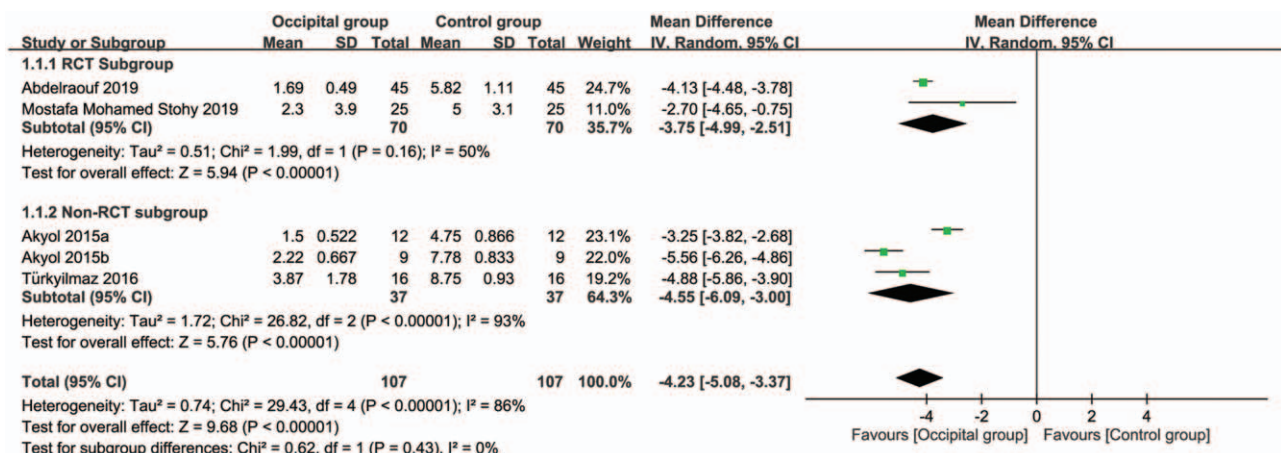 Occipital group Control group Mean Difference Mean Difference
Study or Subgroup Mean SD Total Mean SD Total Weight IV, Random, 95% CI IV, Random, 95% CI
1.1.1 RCT Subgroup
Abdelraouf 2019 1.69 0.49 45 5.82 1.11 45 24.7% -4.13 [-4.48, -3.78]
Mostafa Mohamed Stohy 2019 2.3 3.9 25 5 3.1 25 11.0% -2.70 [-4.65, -0.75]
Subtotal (95% CI) 70 70 35.7% -3.75 [-4.99, -2.51]
Heterogeneity: Tau² = 0.51; Chi² = 1.99, df = 1 (P = 0.16); I² = 50%
Test for overall effect: Z = 5.94 (P < 0.00001)
1.1.2 Non-RCT subgroup
Akyol 2015a 1.5 0.522 12 4.75 0.866 12 23.1% -3.25 [-3.82, -2.68]
Akyol 2015b 2.22 0.667 9 7.78 0.833 9 22.0% -5.56 [-6.26, -4.86]
Türkyilmaz 2016 3.87 1.78 16 8.75 0.93 16 19.2% -4.88 [-5.86, -3.90]
Subtotal (95% CI) 37 37 64.3% -4.55 [-6.09, -3.00]
Heterogeneity: Tau² = 1.72; Chi² = 26.82, df = 2 (P < 0.00001); I² = 93%
Test for overall effect: Z = 5.76 (P < 0.00001)
Total (95% CI) 107 107 100.0% -4.23 [-5.08, -3.37]
Heterogeneity: Tau² = 0.74; Chi² = 29.43, df = 4 (P < 0.00001); I² = 86%
Test for overall effect: Z = 9.68 (P < 0.00001)
Test for subgroup differences: Chi² = 0.62, df = 1 (P = 0.43), I² = 0%
-4 -2 0 2 4
Favours [Occipital group] Favours [Control group]